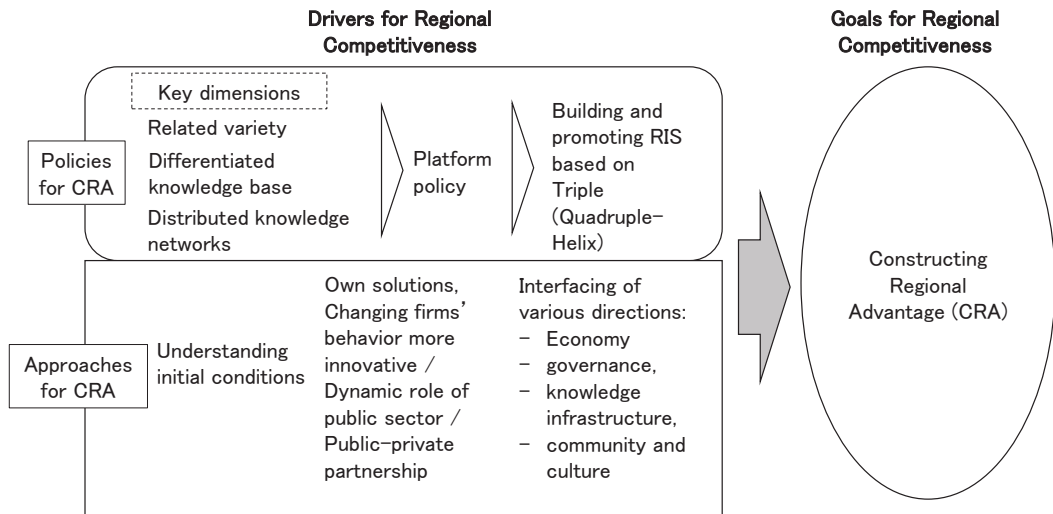 Drivers for Regional
Competitiveness
Goals for Regional
Competitiveness
Policies
for CRA
Key dimensions
Related variety
Differentiated
knowledge base
Distributed knowledge
networks
Platform
policy
Building and
promoting RIS
based on
Triple
(Quadruple-
Helix)
Approaches
for CRA
Understanding
initial conditions
Own solutions,
Changing firms'
behavior more
innovative /
Dynamic role of
public sector /
Public-private
partnership
Interfacing of
various directions:
- Economy
- governance,
- knowledge
infrastructure,
- community and
culture
Constructing
Regional
Advantage (CRA)